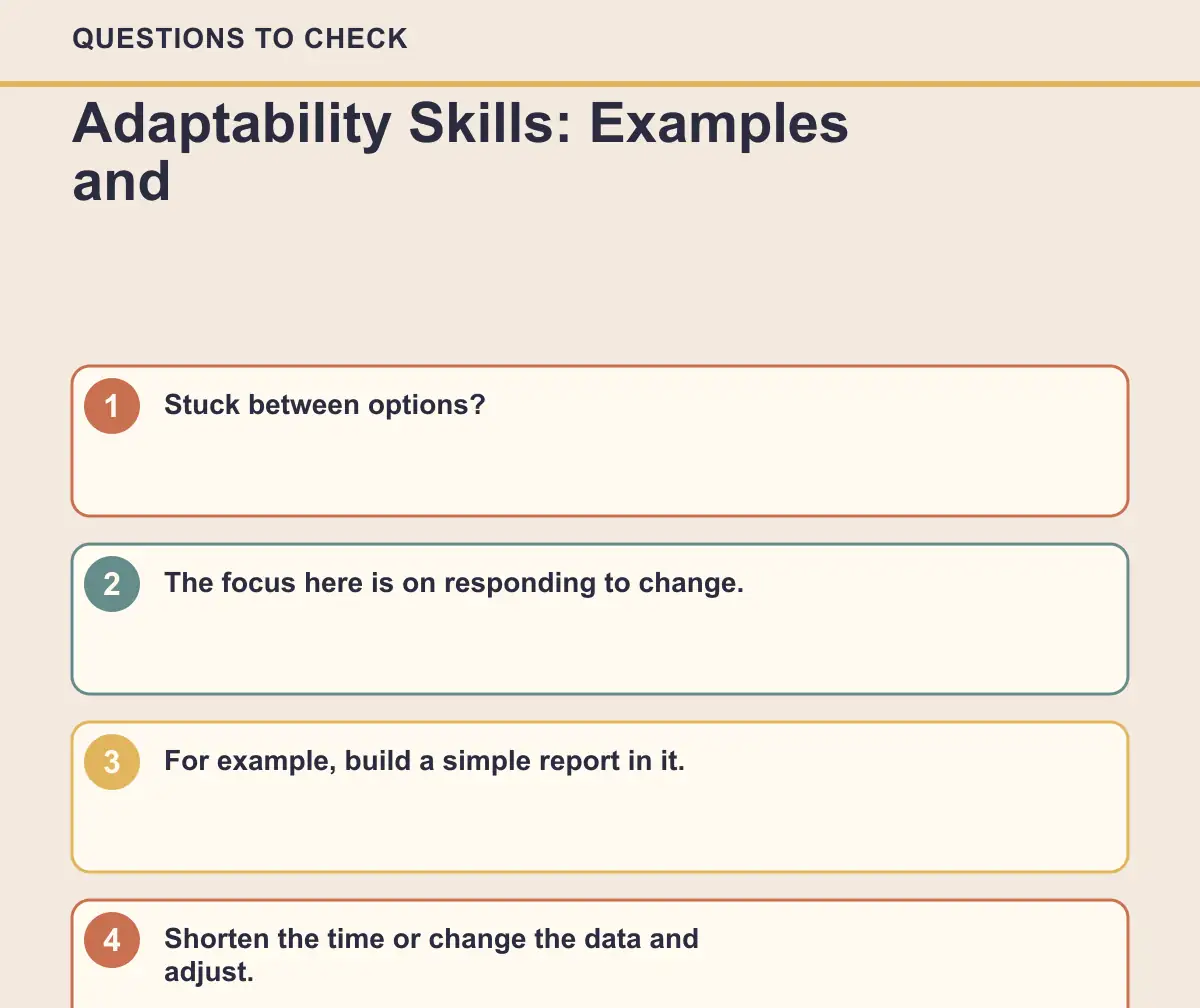 QUESTIONS TO CHECK
Adaptability Skills: Examples
and
1
Stuck between options?
2
The focus here is on responding to change.
3
For example, build a simple report in it.
4
Shorten the time or change the data and
adjust.